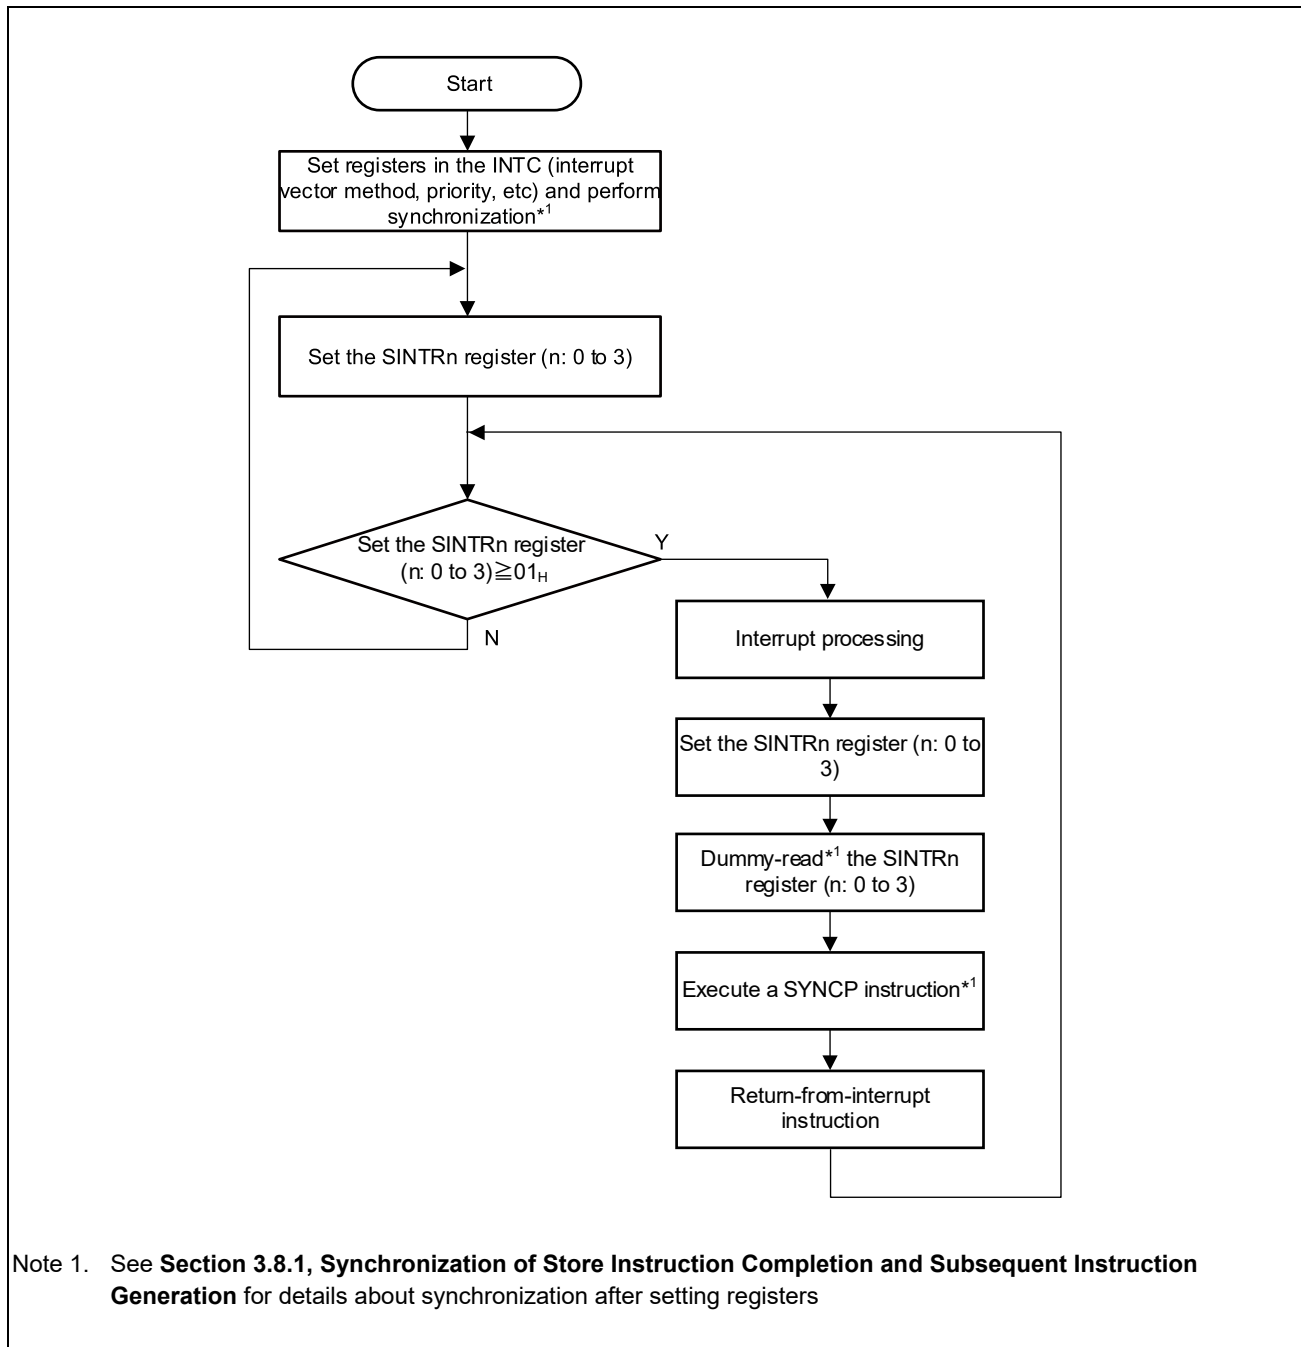 Start
Set registers in the INTC (interrupt
vector method, priority, etc) and perform
synchronization*1
Set the SINTRn register (n: 0 to 3)
Set the SINTRn register
(n: 0 to 3)≧01H
Y
N
Interrupt processing
Set the SINTRn register (n: 0 to
3)
Dummy-read*1 the SINTRn
register (n: 0 to 3)
Execute a SYNCP instruction*1
Return-from-interrupt
instruction
Note 1. See Section 3.8.1, Synchronization of Store Instruction Completion and Subsequent Instruction
Generation for details about synchronization after setting registers